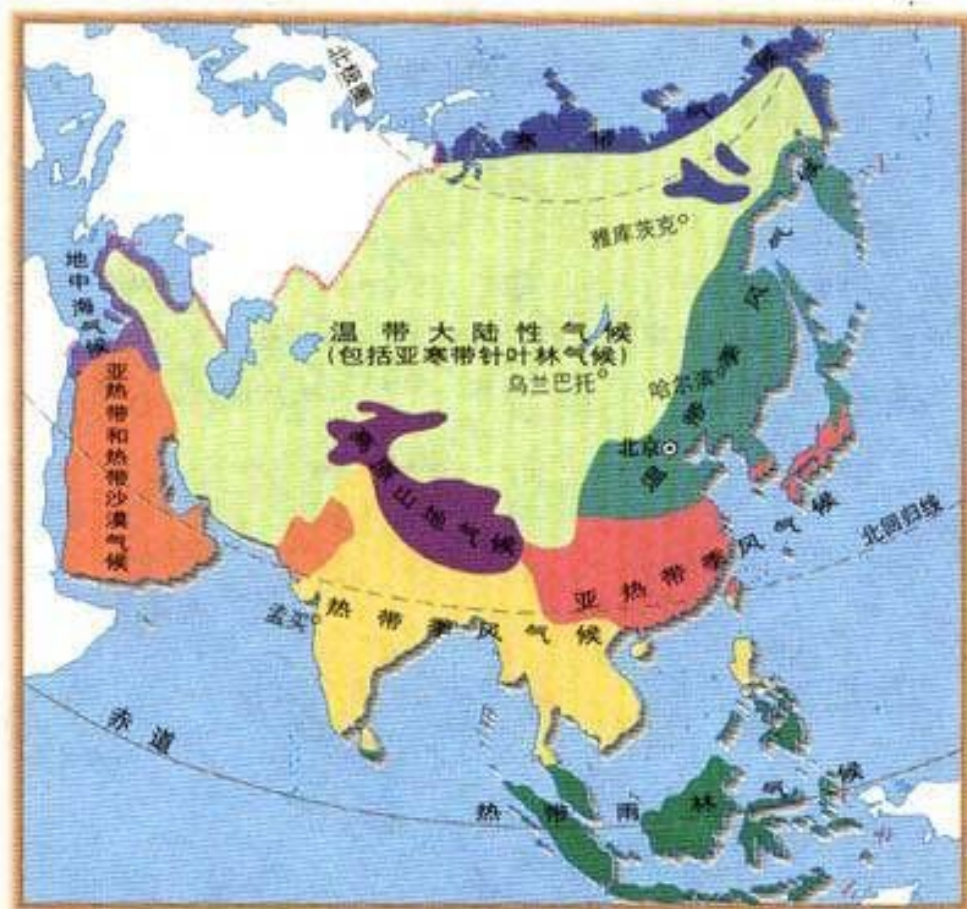 北极圈
寒带气候
雅库茨克
地中海气候
温带大陆性气候
(包括亚寒带针叶林气候)
乌兰巴托
哈尔滨
温带季风气候
北京
亚热带和热带沙漠气候
高原山地气候
亚热带季风气候
北回归线
孟买
热带季风气候
赤道
热带雨林气候